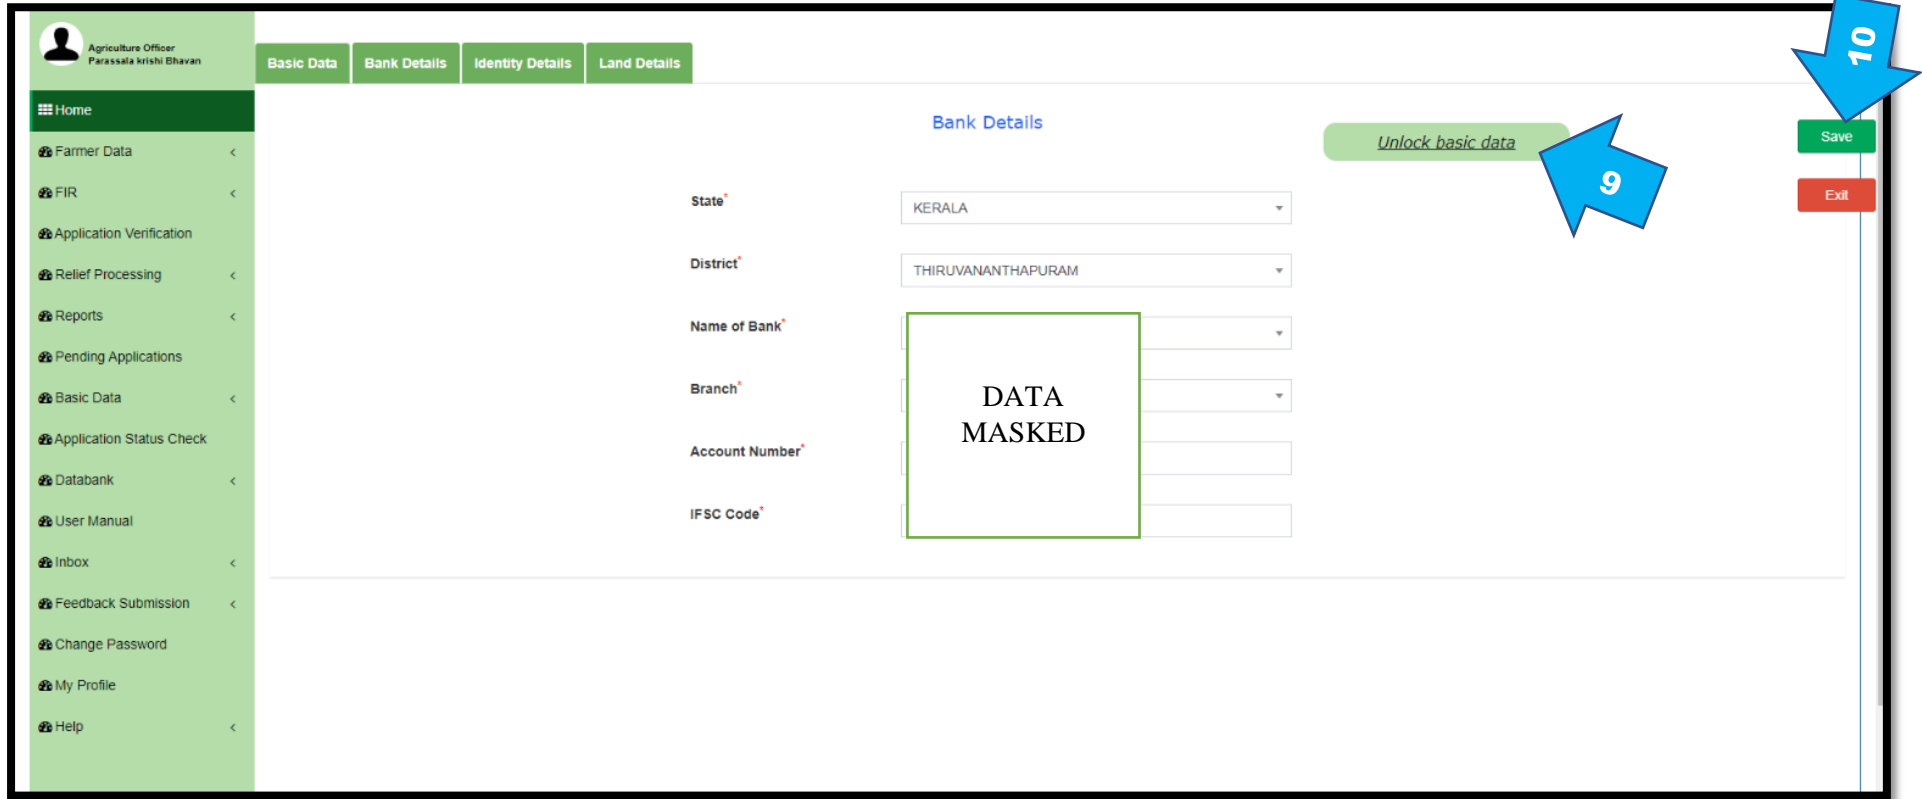 Agriculture Officer
Parassala krishi Bhavan
Home
Farmer Data
FIR
Application Verification
Relief Processing
Reports
Pending Applications
Basic Data
Application Status Check
Databank
User Manual
Inbox
Feedback Submission
Change Password
My Profile
Help
Basic Data Bank Details Identity Details Land Details
Bank Details
Unlock basic data
9
10
Save
Exit
State* KERALA
District* THIRUVANANTHAPURAM
Name of Bank*
Branch*
Account Number*
IFSC Code*
DATA
MASKED